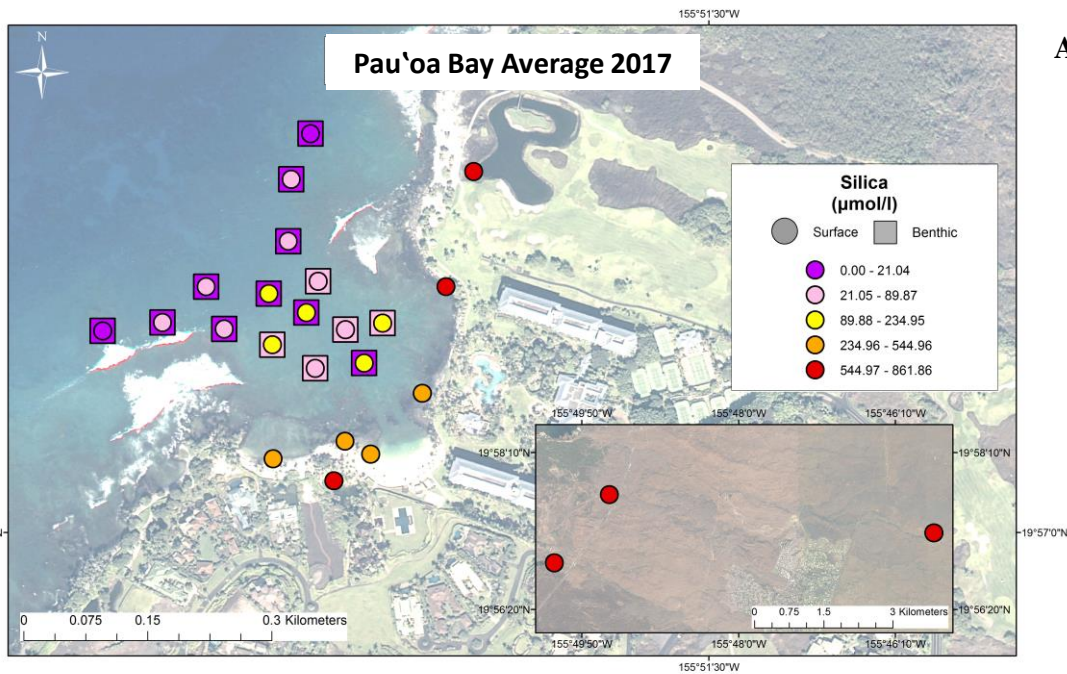 155°51'30"W
A
N
Pauʻoa Bay Average 2017
Silica
(µmol/l)
Surface Benthic
0.00 - 21.04
21.05 - 89.87
89.88 - 234.95
234.96 - 544.96
544.97 - 861.86
155°49'50"W 155°48'0"W 155°46'10"W
19°58'10"N 19°58'10"N
N 19°57'0"N
19°56'20"N 19°56'20"N
0 0.75 1.5 3 Kilometers
155°49'50"W 155°48'0"W 155°46'10"W
0 0.075 0.15 0.3 Kilometers
155°51'30"W